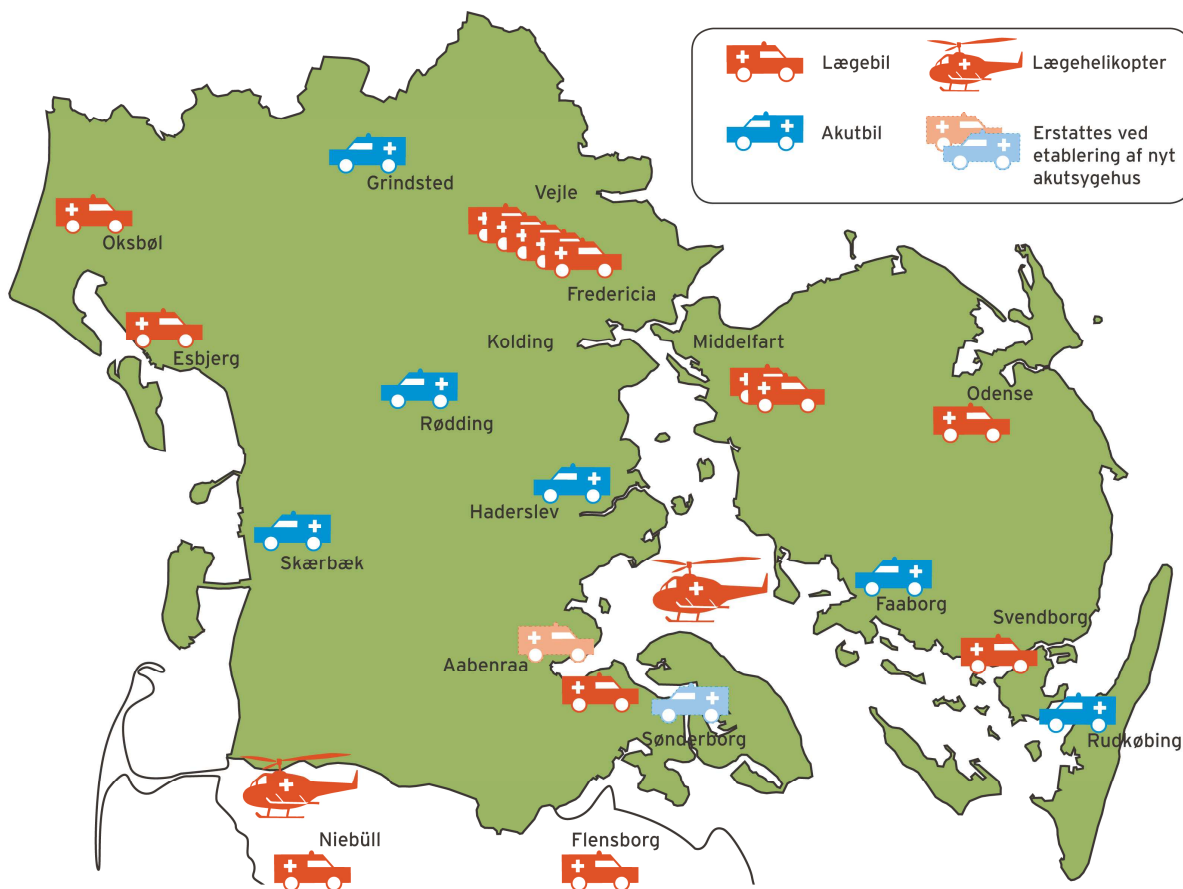 Lægebil
Lægehelikopter
Akutbil
Erstattes ved
etablering af nyt
akutsygehus
Grindsted
Vejle
Oksbøl
Fredericia
Esbjerg
Kolding
Middelfart
Odense
Rødding
Haderslev
Skærbæk
Faaborg
Svendborg
Aabenraa
Sønderborg
Rudkøbing
Niebüll
Flensborg